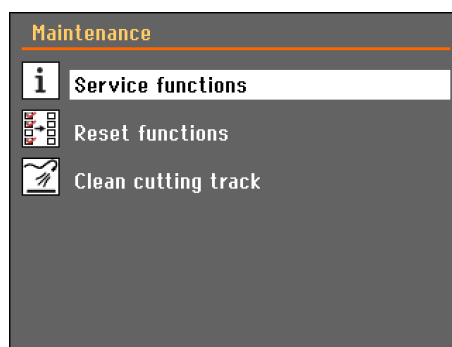 Maintenance
i Service functions
Reset functions
Clean cutting track